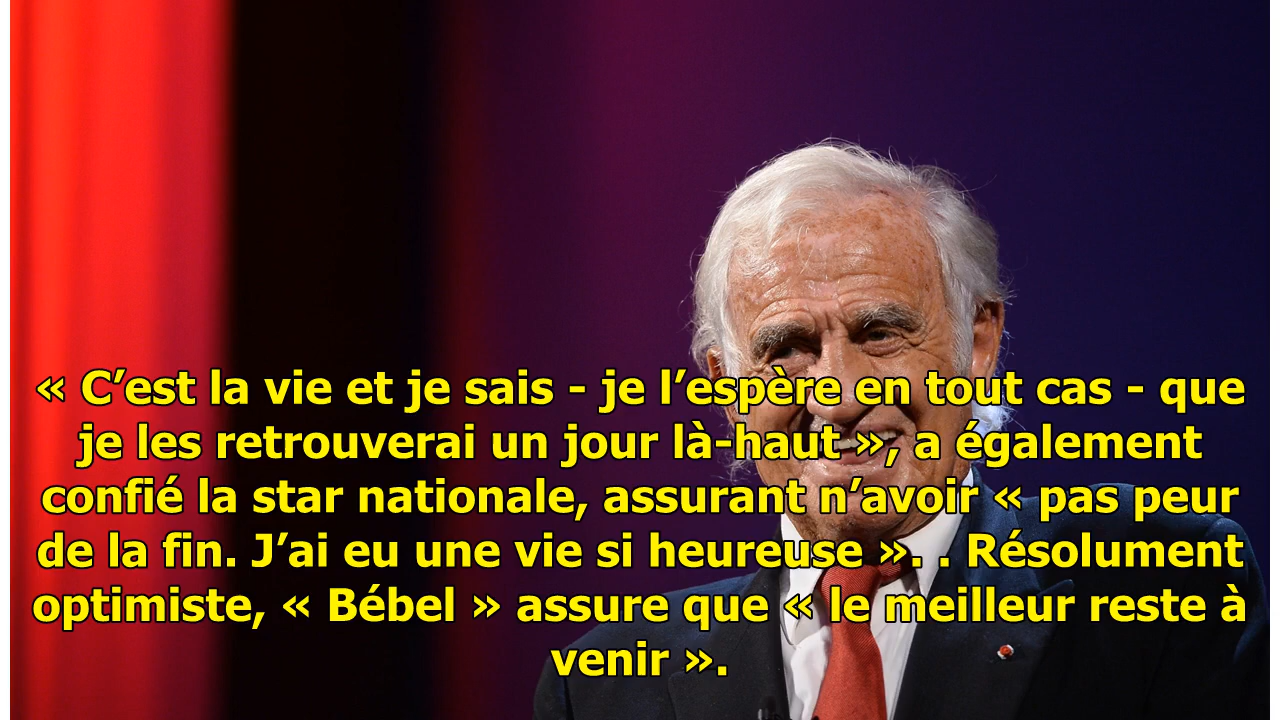 « C’est la vie et je sais - je l’espère en tout cas - que
je les retrouverai un jour là-haut », a également
confié la star nationale, assurant n’avoir « pas peur
de la fin. J’ai eu une vie si heureuse ». . Résolument
optimiste, « Bébel » assure que « le meilleur reste à
venir ».